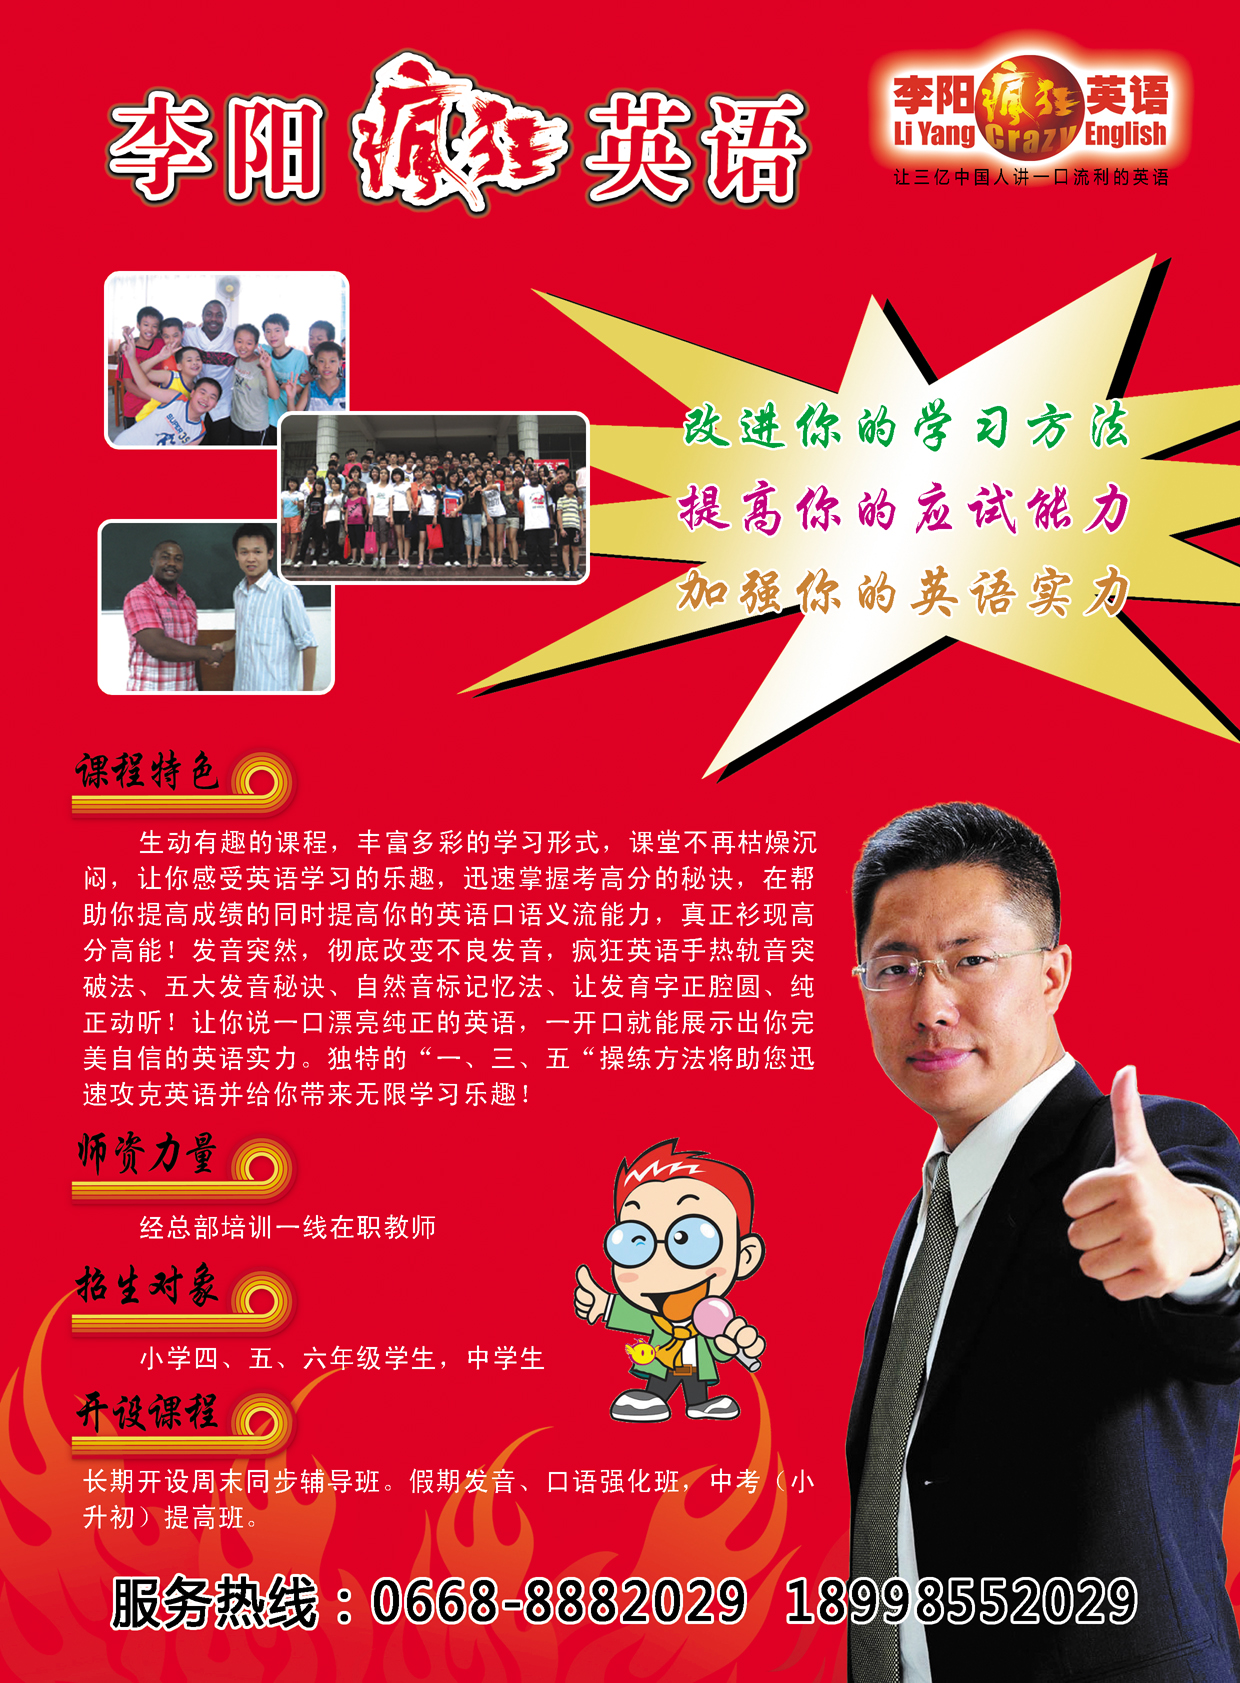 李阳疯狂英语
李阳疯狂英语
Li Yang Crazy English
让三亿中国人讲一口流利的英语
改进你的学习方法
提高你的应试能力
加强你的英语实力
课程特色
生动有趣的课程，丰富多彩的学习形式，课堂不再枯燥沉
闷，让你感受英语学习的乐趣，迅速掌握考高分的秘诀，在帮
助你提高成绩的同时提高你的英语口语义流能力，真正衫现高
分高能！发音突然，彻底改变不良发音，疯狂英语手热轨音突
破法、五大发音秘诀、自然音标记忆法、让发育字正腔圆、纯
正动听！让你说一口漂亮纯正的英语，一开口就能展示出你完
美自信的英语实力。独特的“一、三、五“操练方法将助您迅
速攻克英语并给你带来无限学习乐趣！
师资力量
经总部培训一线在职教师
招生对象
小学四、五、六年级学生，中学生
开设课程
长期开设周末同步辅导班。假期发音、口语强化班，中考（小
升初）提高班。
服务热线：0668-8882029 18998552029